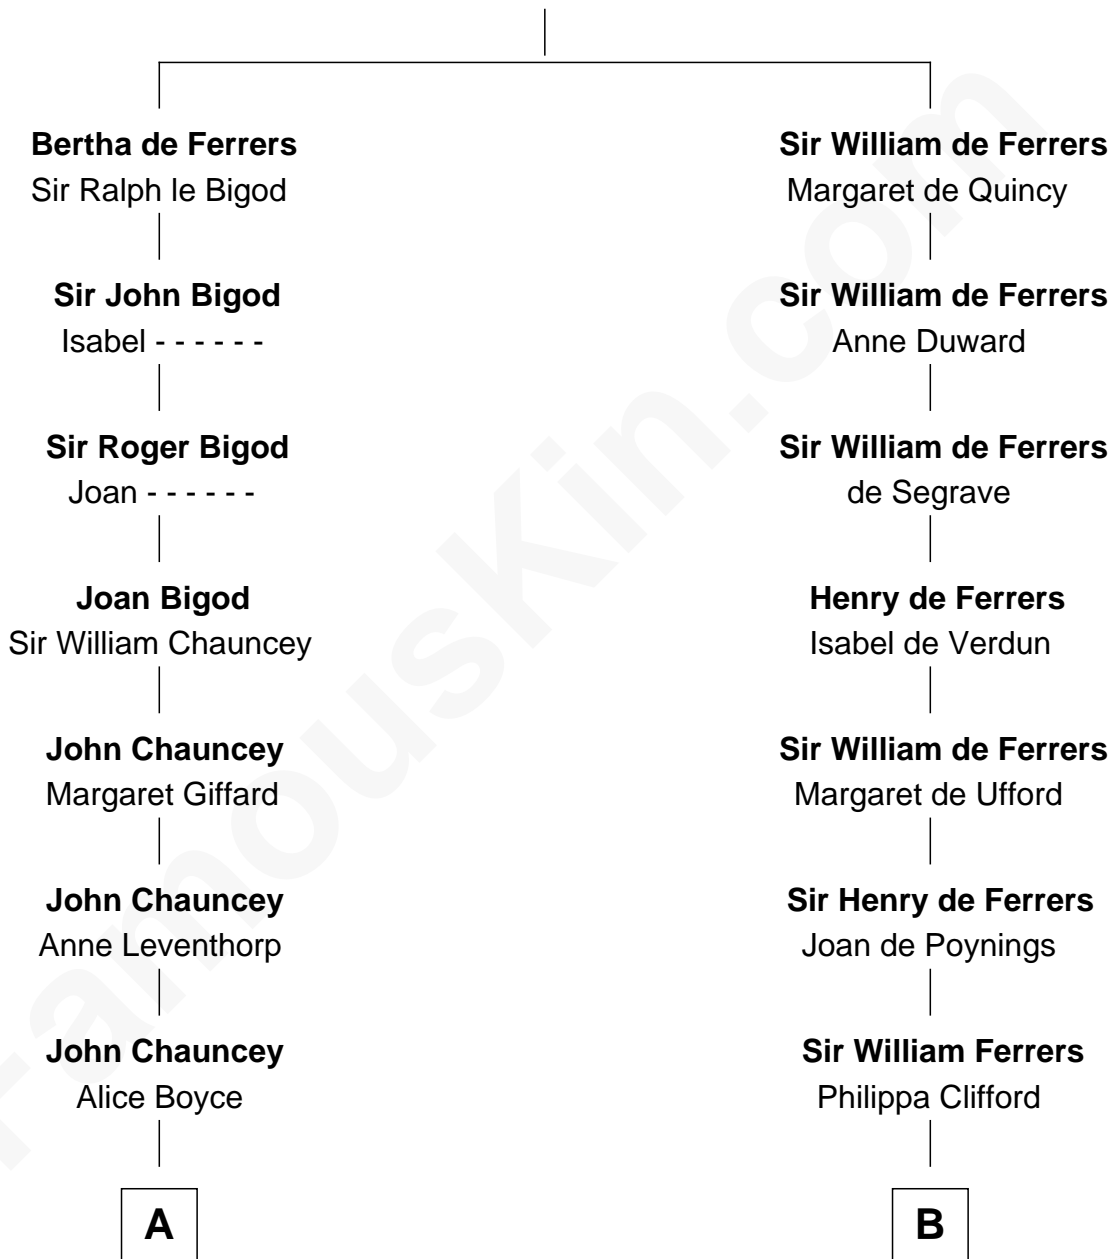 Bertha de Ferrers
Sir Ralph le Bigod
Sir John Bigod
Isabel - - - - - -
Sir Roger Bigod
Joan - - - - - -
Joan Bigod
Sir William Chauncey
John Chauncey
Margaret Giffard
John Chauncey
Anne Leventhorp
John Chauncey
Alice Boyce
A
Sir William de Ferrers
Margaret de Quincy
Sir William de Ferrers
Anne Duward
Sir William de Ferrers
de Segrave
Henry de Ferrers
Isabel de Verdun
Sir William de Ferrers
Margaret de Ufford
Sir Henry de Ferrers
Joan de Poynings
Sir William Ferrers
Philippa Clifford
B
FamousKin.com